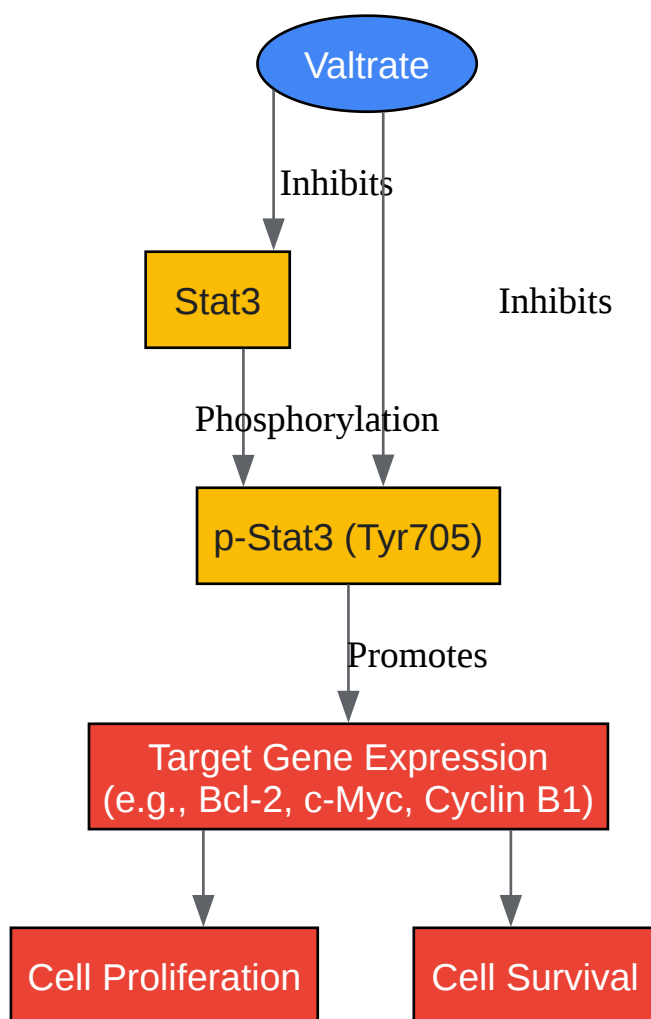 Valtrate
Inhibits
Stat3
Inhibits
Phosphorylation
p-Stat3 (Tyr705)
Promotes
Target Gene Expression
(e.g., Bcl-2, c-Myc, Cyclin B1)
Cell Proliferation
Cell Survival